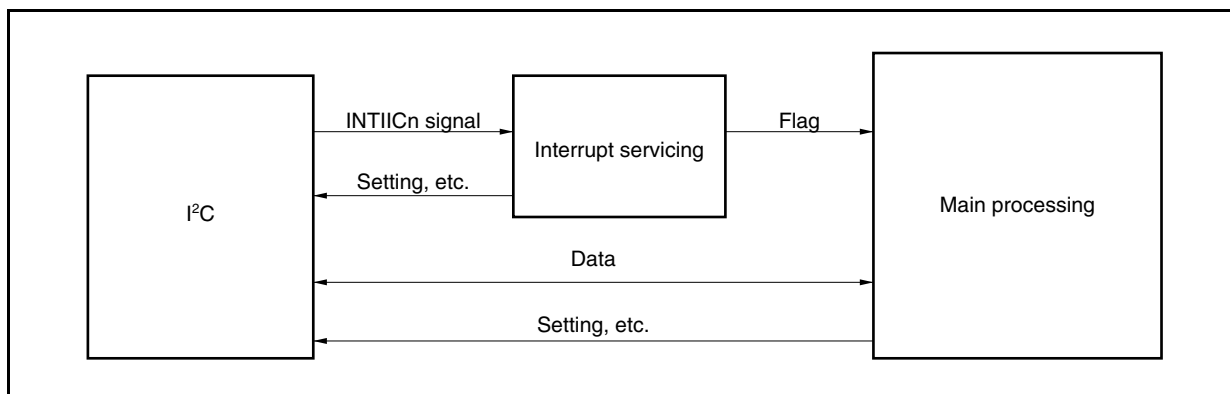 INTIICn signal
Flag
Interrupt servicing
Setting, etc.
I²C
Main processing
Data
Setting, etc.